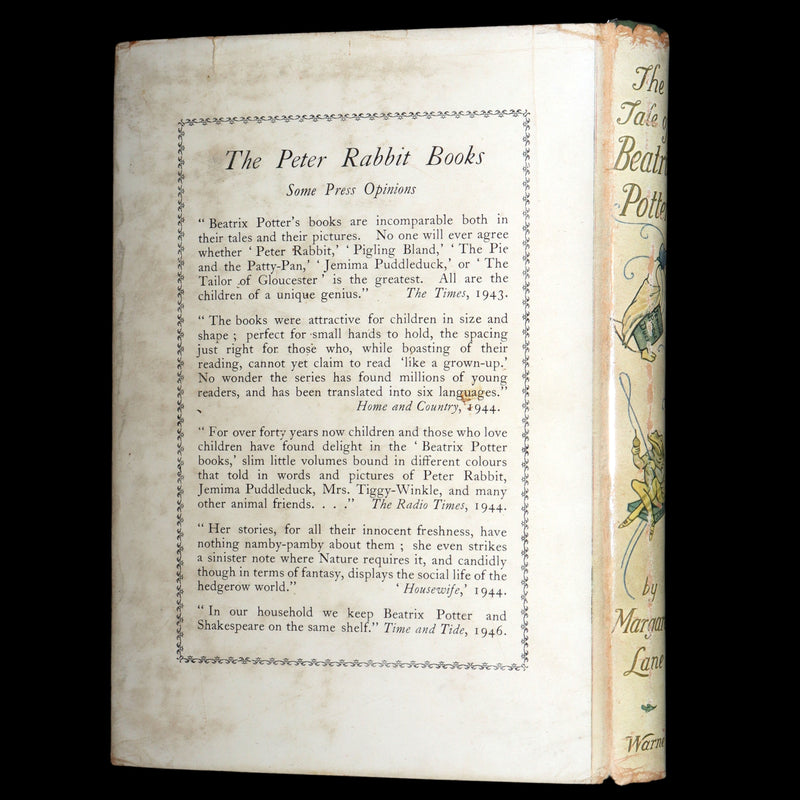 The Peter Rabbit Books
Some Press Opinions
“ Beatrix Potter's books are incomparable both in
their tales and their pictures. No one will ever agree
whether ‘ Peter Rabbit,’ ‘ Pigling Bland,’ ‘ The Pie
and the Patty-Pan,’ ‘ Jemima Puddleduck,’ or ‘ The
Tailor of Gloucester ’ is the greatest. All are the
children of a unique genius.” The Times, 1943.
“ The books were attractive for children in size and
shape ; perfect for small hands to hold, the spacing
just right for those who, while boasting of their
reading, cannot yet claim to read ‘like a grown-up.’
No wonder the series has found millions of young
readers, and has been translated into six languages.”
Home and Country, 1944.
“ For over forty years now children and those who love
children have found delight in the ‘ Beatrix Potter
books,’ slim little volumes bound in different colours
that told in words and pictures of Peter Rabbit,
Jemima Puddleduck, Mrs. Tiggy-Winkle, and many
other animal friends. . . .” The Radio Times, 1944.
“ Her stories, for all their innocent freshness, have
nothing namby-pamby about them ; she even strikes
a sinister note where Nature requires it, and candidly
though in terms of fantasy, displays the social life of the
hedgerow world.” ‘ Housewife,’ 1944.
“ In our household we keep Beatrix Potter and
Shakespeare on the same shelf.” Time and Tide, 1946.
The
Tale of
Beatri
Potte
by
Margar
Lane
Warne